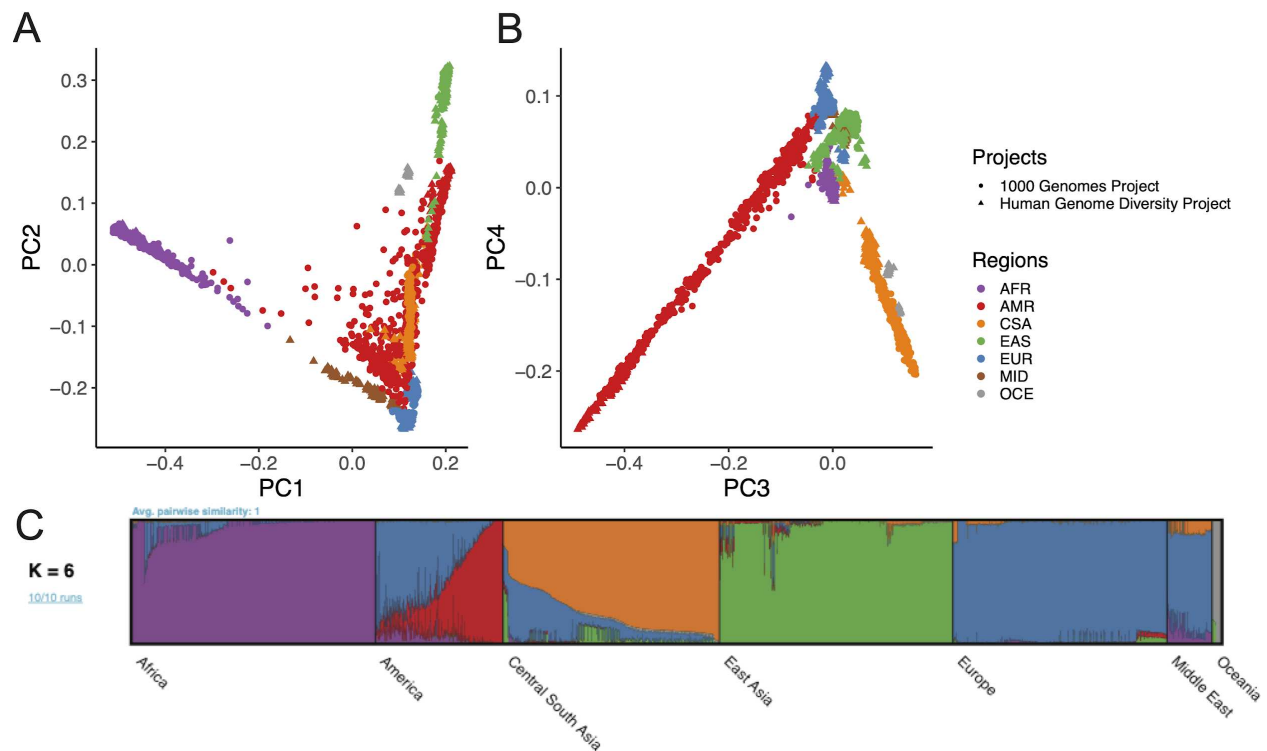 A
B
0.3
0.2
0.1
0.0
−0.1
−0.2
PC2
−0.4
−0.2
0.0
0.2
PC1
0.1
0.0
−0.1
−0.2
PC4
−0.4
−0.2
0.0
PC3
Projects
1000 Genomes Project
Human Genome Diversity Project
Regions
AFR
AMR
CSA
EAS
EUR
MID
OCE
C
Avg. pairwise similarity: 1
K = 6
10/10 runs
Africa
America
Central South Asia
East Asia
Europe
Middle East
Oceania